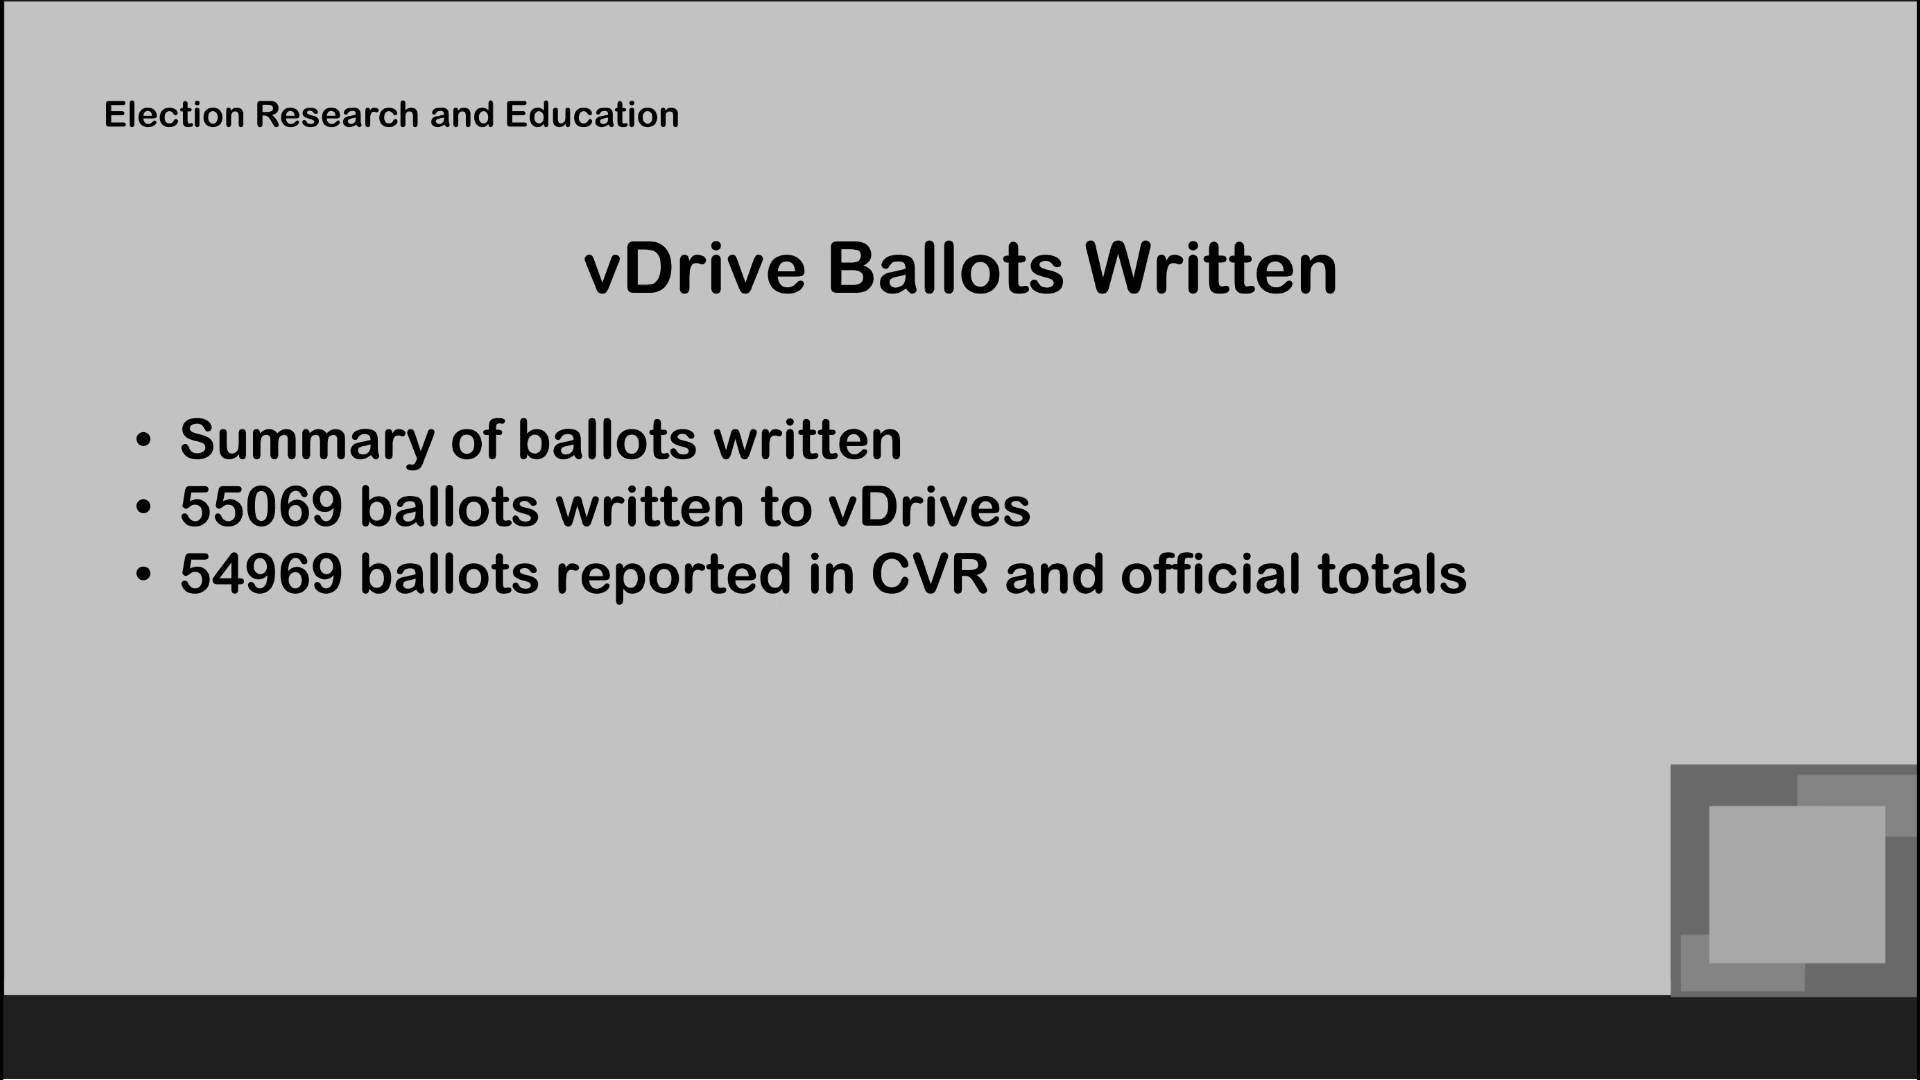 Election Research and Education
vDrive Ballots Written
• Summary of ballots written
• 55069 ballots written to vDrives
• 54969 ballots reported in CVR and official totals